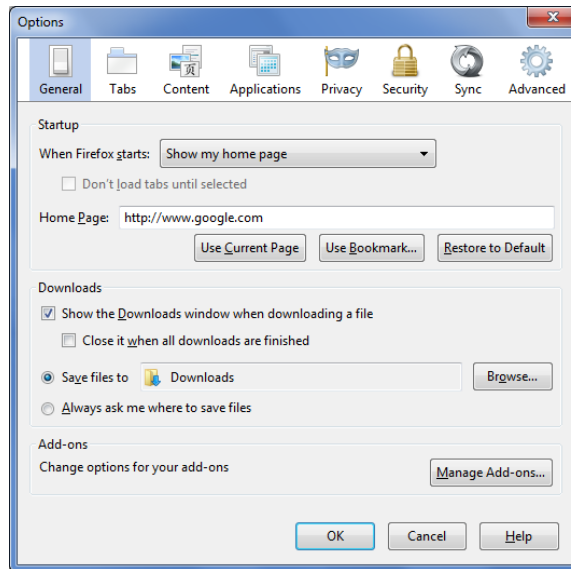 Options
General Tabs Content Applications Privacy Security Sync Advanced
Startup
When Firefox starts: Show my home page
Don't load tabs until selected
Home Page: http://www.google.com
Use Current Page Use Bookmark... Restore to Default
Downloads
Show the Downloads window when downloading a file
Close it when all downloads are finished
Save files to Downloads Browse...
Always ask me where to save files
Add-ons
Change options for your add-ons Manage Add-ons...
OK Cancel Help